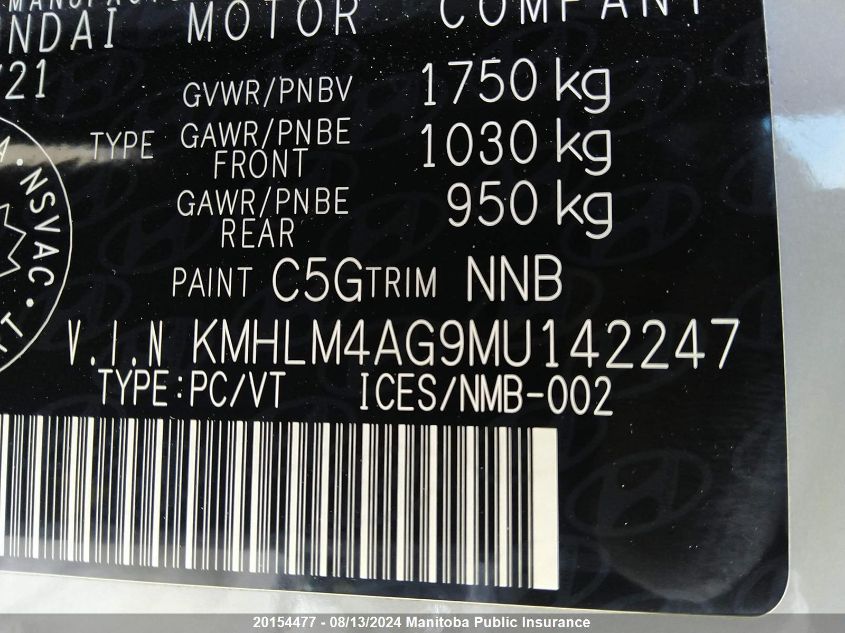 MOTOR COMPANY
/21
GVWR/PNBV 1750 kg
TYPE GAWR/PNBE FRONT 1030 kg
GAWR/PNBE REAR 950 kg
NSVAC
PAINT C5G TRIM NNB
V.I.N KMHLM4AG9MU142247
TYPE:PC/VT ICES/NMB-002
20154477 - 08/13/2024 Manitoba Public Insurance